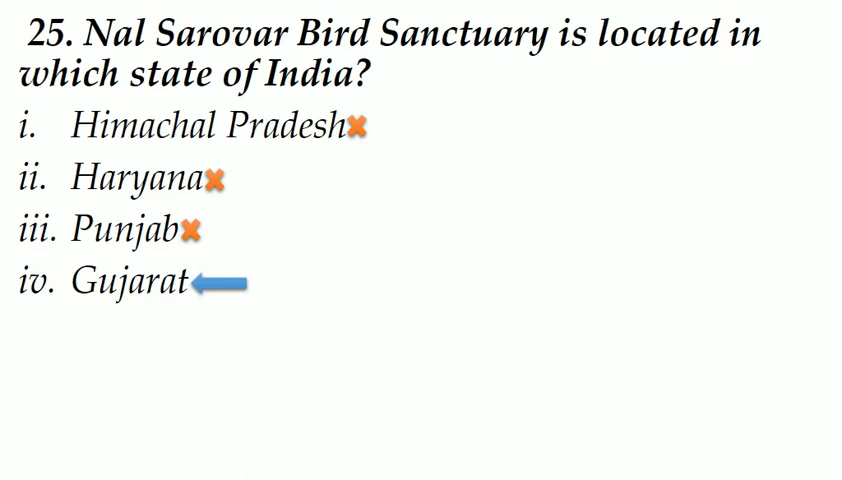 25. Nal Sarovar Bird Sanctuary is located in
which state of India?
i. Himachal Pradesh
ii. Haryana
iii. Punjab
iv. Gujarat